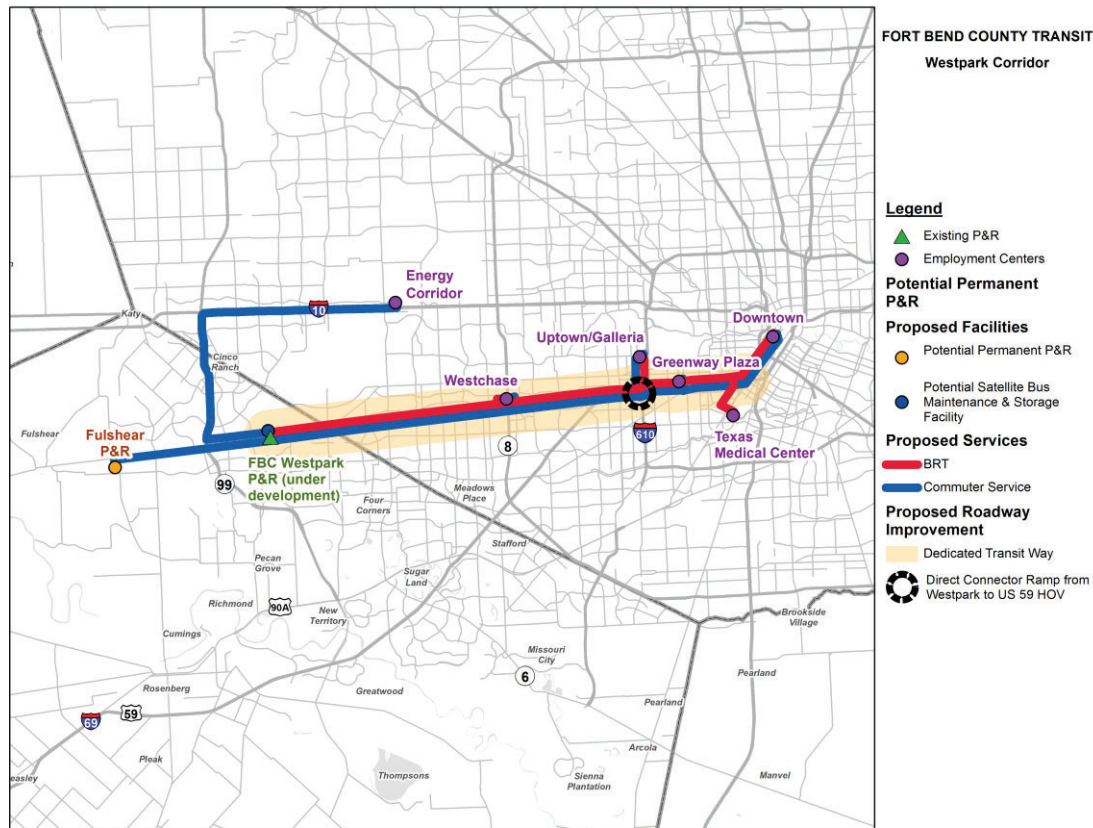 FORT BEND COUNTY TRANSIT
Westpark Corridor
Legend
Existing P&R
Employment Centers
Potential Permanent
P&R
Proposed Facilities
Potential Permanent P&R
Potential Satellite Bus
Maintenance & Storage
Facility
Proposed Services
BRT
Commuter Service
Proposed Roadway
Improvement
Dedicated Transit Way
Direct Connector Ramp from
Westpark to US 59 HOV
Energy
Corridor
10
Katy
Downtown
Uptown/Galleria
Greenway Plaza
Cinco
Ranch
Westchase
Fulshear
Fulshear
P&R
FBC Westpark
P&R (under
development)
99
8
610
Texas
Medical Center
Meadows
Place
Four
Corners
Stafford
Pecan
Grove
Sugar
Land
Richmond
90A
New
Territory
Brookside
Village
Cumings
Missouri
City
6
Pearland
Rosenberg
Greatwood
Pearland
59
69
Arcola
Pleak
easley
Thompsons
Sienna
Plantation
Manvel